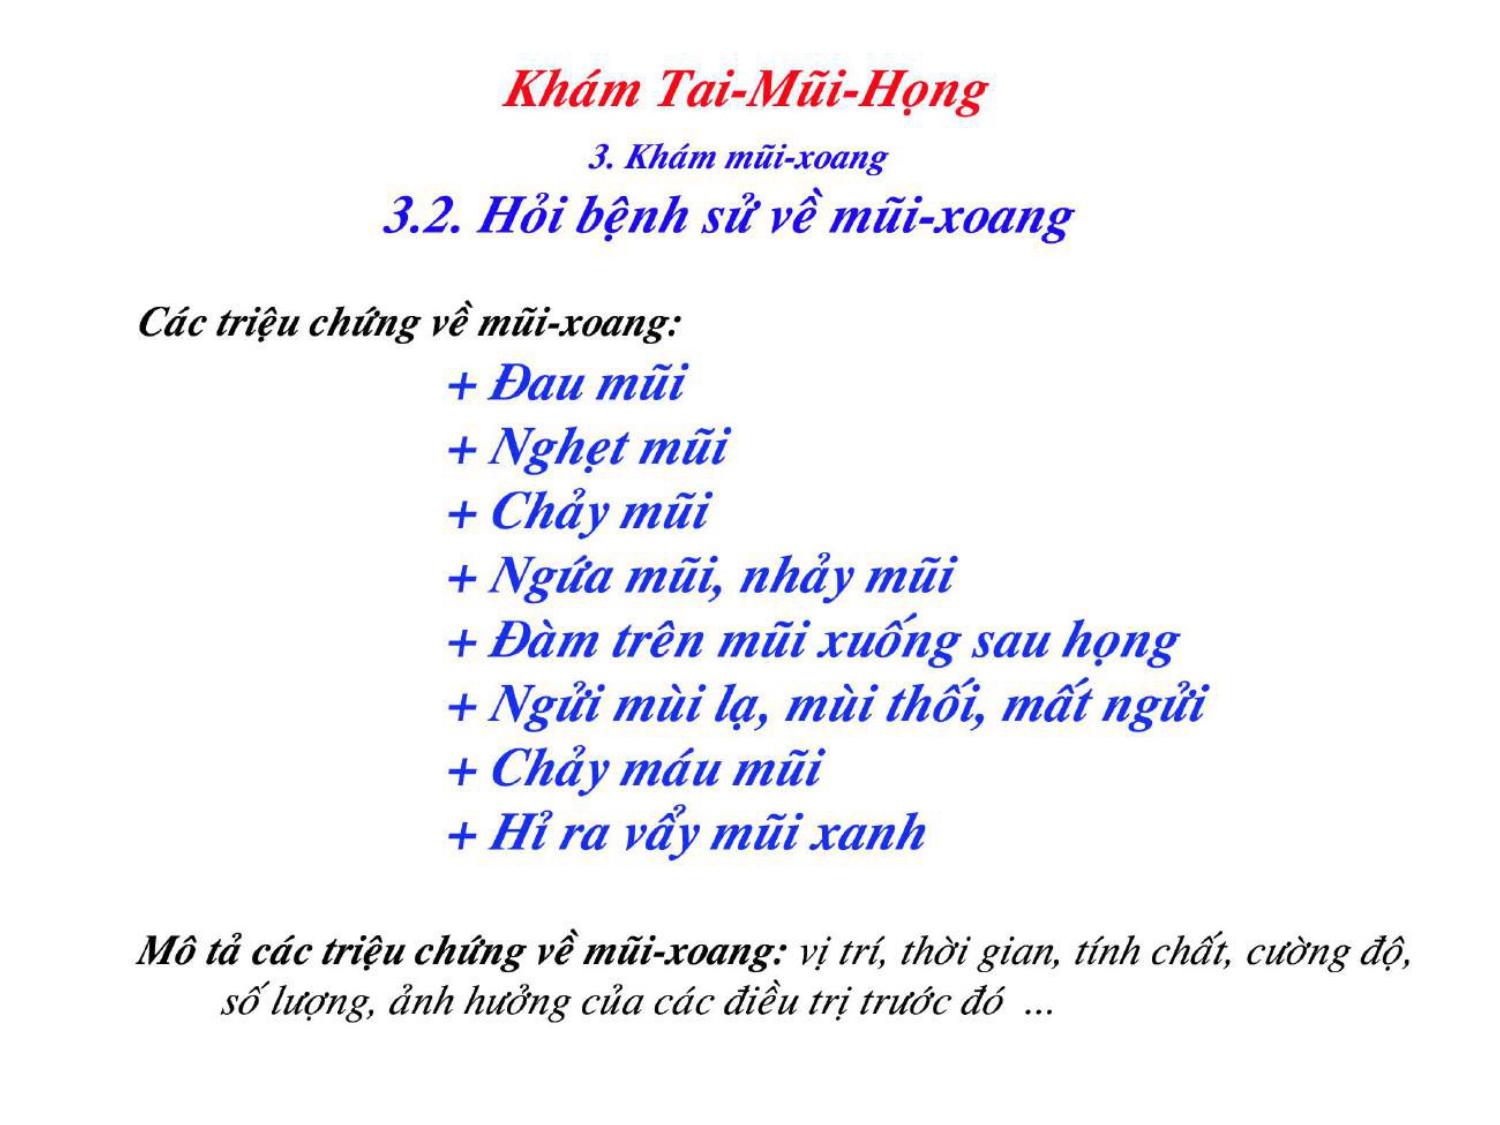 Khám Tai-Mũi-Họng
3. Khám mũi-xoang
3.2. Hỏi bệnh sử về mũi-xoang
Các triệu chứng về mũi-xoang:
+ Đau mũi
+ Nghẹt mũi
+ Chảy mũi
+ Ngứa mũi, nhảy mũi
+ Đàm trên mũi xuống sau họng
+ Ngửi mùi lạ, mùi thối, mất ngửi
+ Chảy máu mũi
+ Hỉ ra vẩy mũi xanh
Mô tả các triệu chứng về mũi-xoang: vị trí, thời gian, tính chất, cường độ,
số lượng, ảnh hưởng của các điều trị trước đó ...